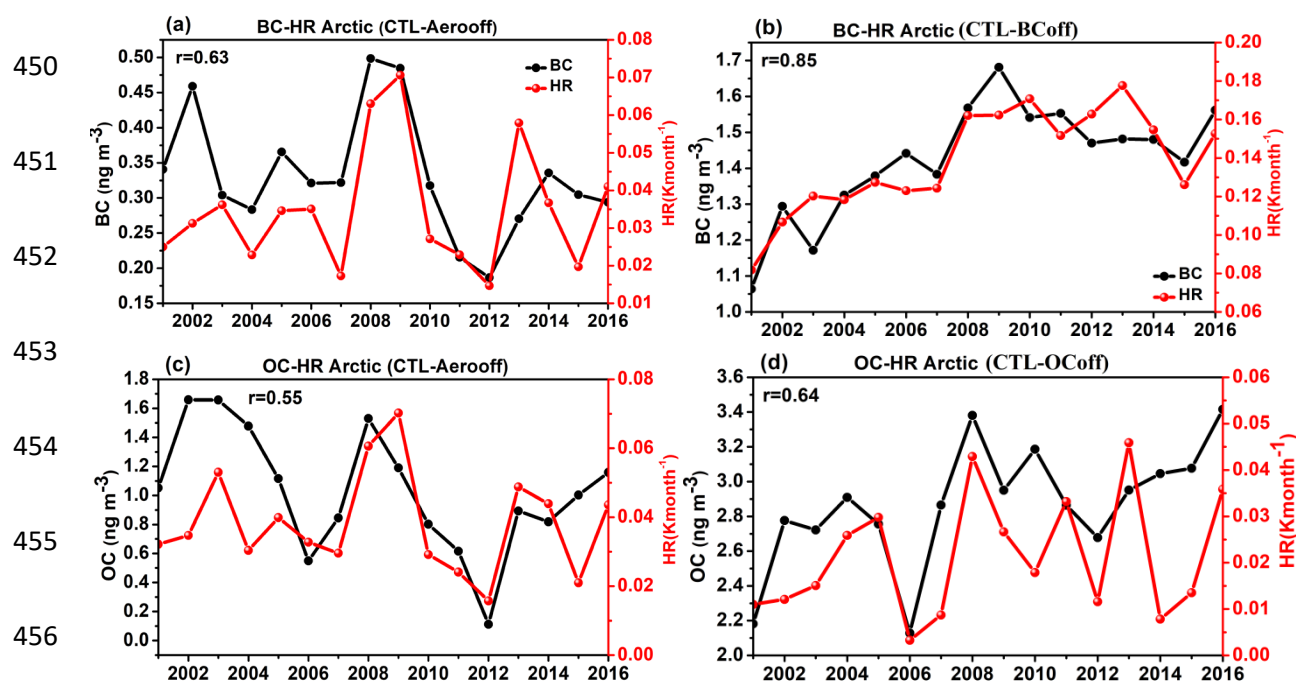 450
451
452
453
454
455
456
(a)
BC-HR Arctic (CTL-Aerooff)
r=0.63
BC
HR
BC (ng m⁻³)
0.50
0.45
0.40
0.35
0.30
0.25
0.20
0.15
HR(Kmonth⁻¹)
0.08
0.07
0.06
0.05
0.04
0.03
0.02
0.01
2002 2004 2006 2008 2010 2012 2014 2016
(b)
BC-HR Arctic (CTL-BCoff)
r=0.85
BC
HR
BC (ng m⁻³)
1.7
1.6
1.5
1.4
1.3
1.2
1.1
1.0
HR(Kmonth⁻¹)
0.20
0.18
0.16
0.14
0.12
0.10
0.08
0.06
2002 2004 2006 2008 2010 2012 2014 2016
(c)
OC-HR Arctic (CTL-Aerooff)
r=0.55
OC (ng m⁻³)
1.8
1.6
1.4
1.2
1.0
0.8
0.6
0.4
0.2
0.0
HR(Kmonth⁻¹)
0.08
0.06
0.04
0.02
0.00
2002 2004 2006 2008 2010 2012 2014 2016
(d)
OC-HR Arctic (CTL-OCoff)
r=0.64
OC (ng m⁻³)
3.6
3.4
3.2
3.0
2.8
2.6
2.4
2.2
2.0
HR(Kmonth⁻¹)
0.06
0.05
0.04
0.03
0.02
0.01
0.00
2002 2004 2006 2008 2010 2012 2014 2016